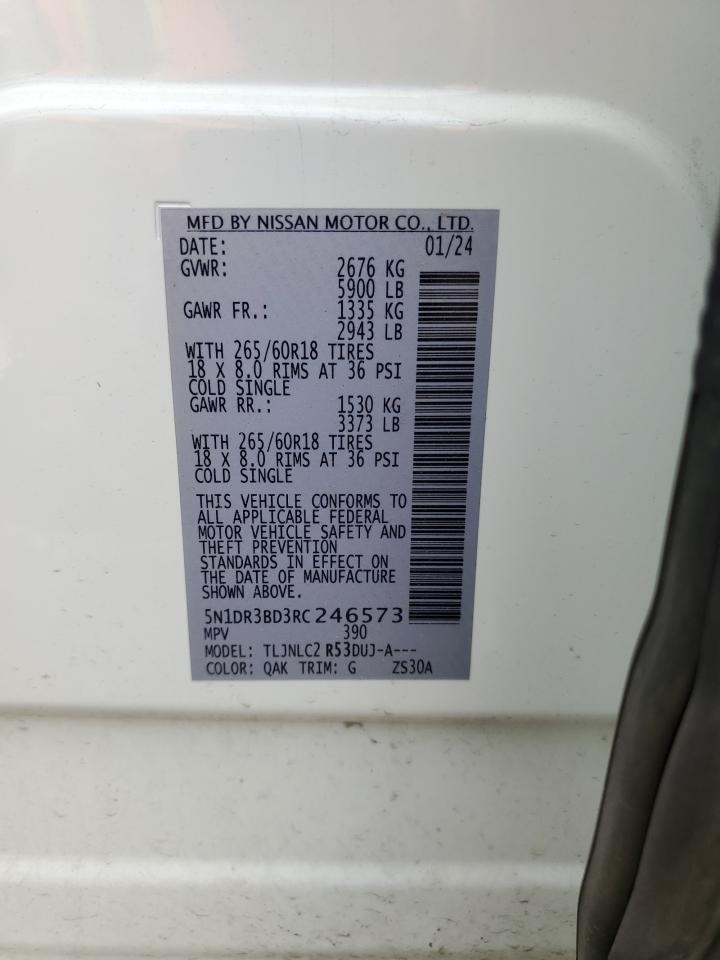 MFD BY NISSAN MOTOR CO., LTD.
DATE: 01/24
GVWR: 2676 KG
5900 LB
GAWR FR.: 1335 KG
2943 LB
WITH 265/60R18 TIRES
18 X 8.0 RIMS AT 36 PSI
COLD SINGLE
GAWR RR.: 1530 KG
3373 LB
WITH 265/60R18 TIRES
18 X 8.0 RIMS AT 36 PSI
COLD SINGLE
THIS VEHICLE CONFORMS TO
ALL APPLICABLE FEDERAL
MOTOR VEHICLE SAFETY AND
THEFT PREVENTION
STANDARDS IN EFFECT ON
THE DATE OF MANUFACTURE
SHOWN ABOVE.
5N1DR3BD3RC246573
MPV 390
MODEL: TLJNLC2 R53DUJ-A---
COLOR: QAK TRIM: G ZS30A